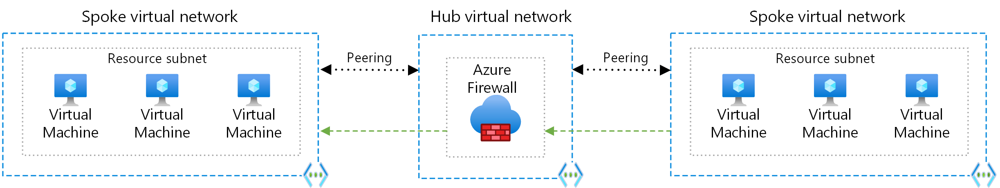 Spoke virtual network
Hub virtual network
Spoke virtual network
Resource subnet
Virtual
Machine
Virtual
Machine
Virtual
Machine
Peering
Azure
Firewall
Peering
Resource subnet
Virtual
Machine
Virtual
Machine
Virtual
Machine